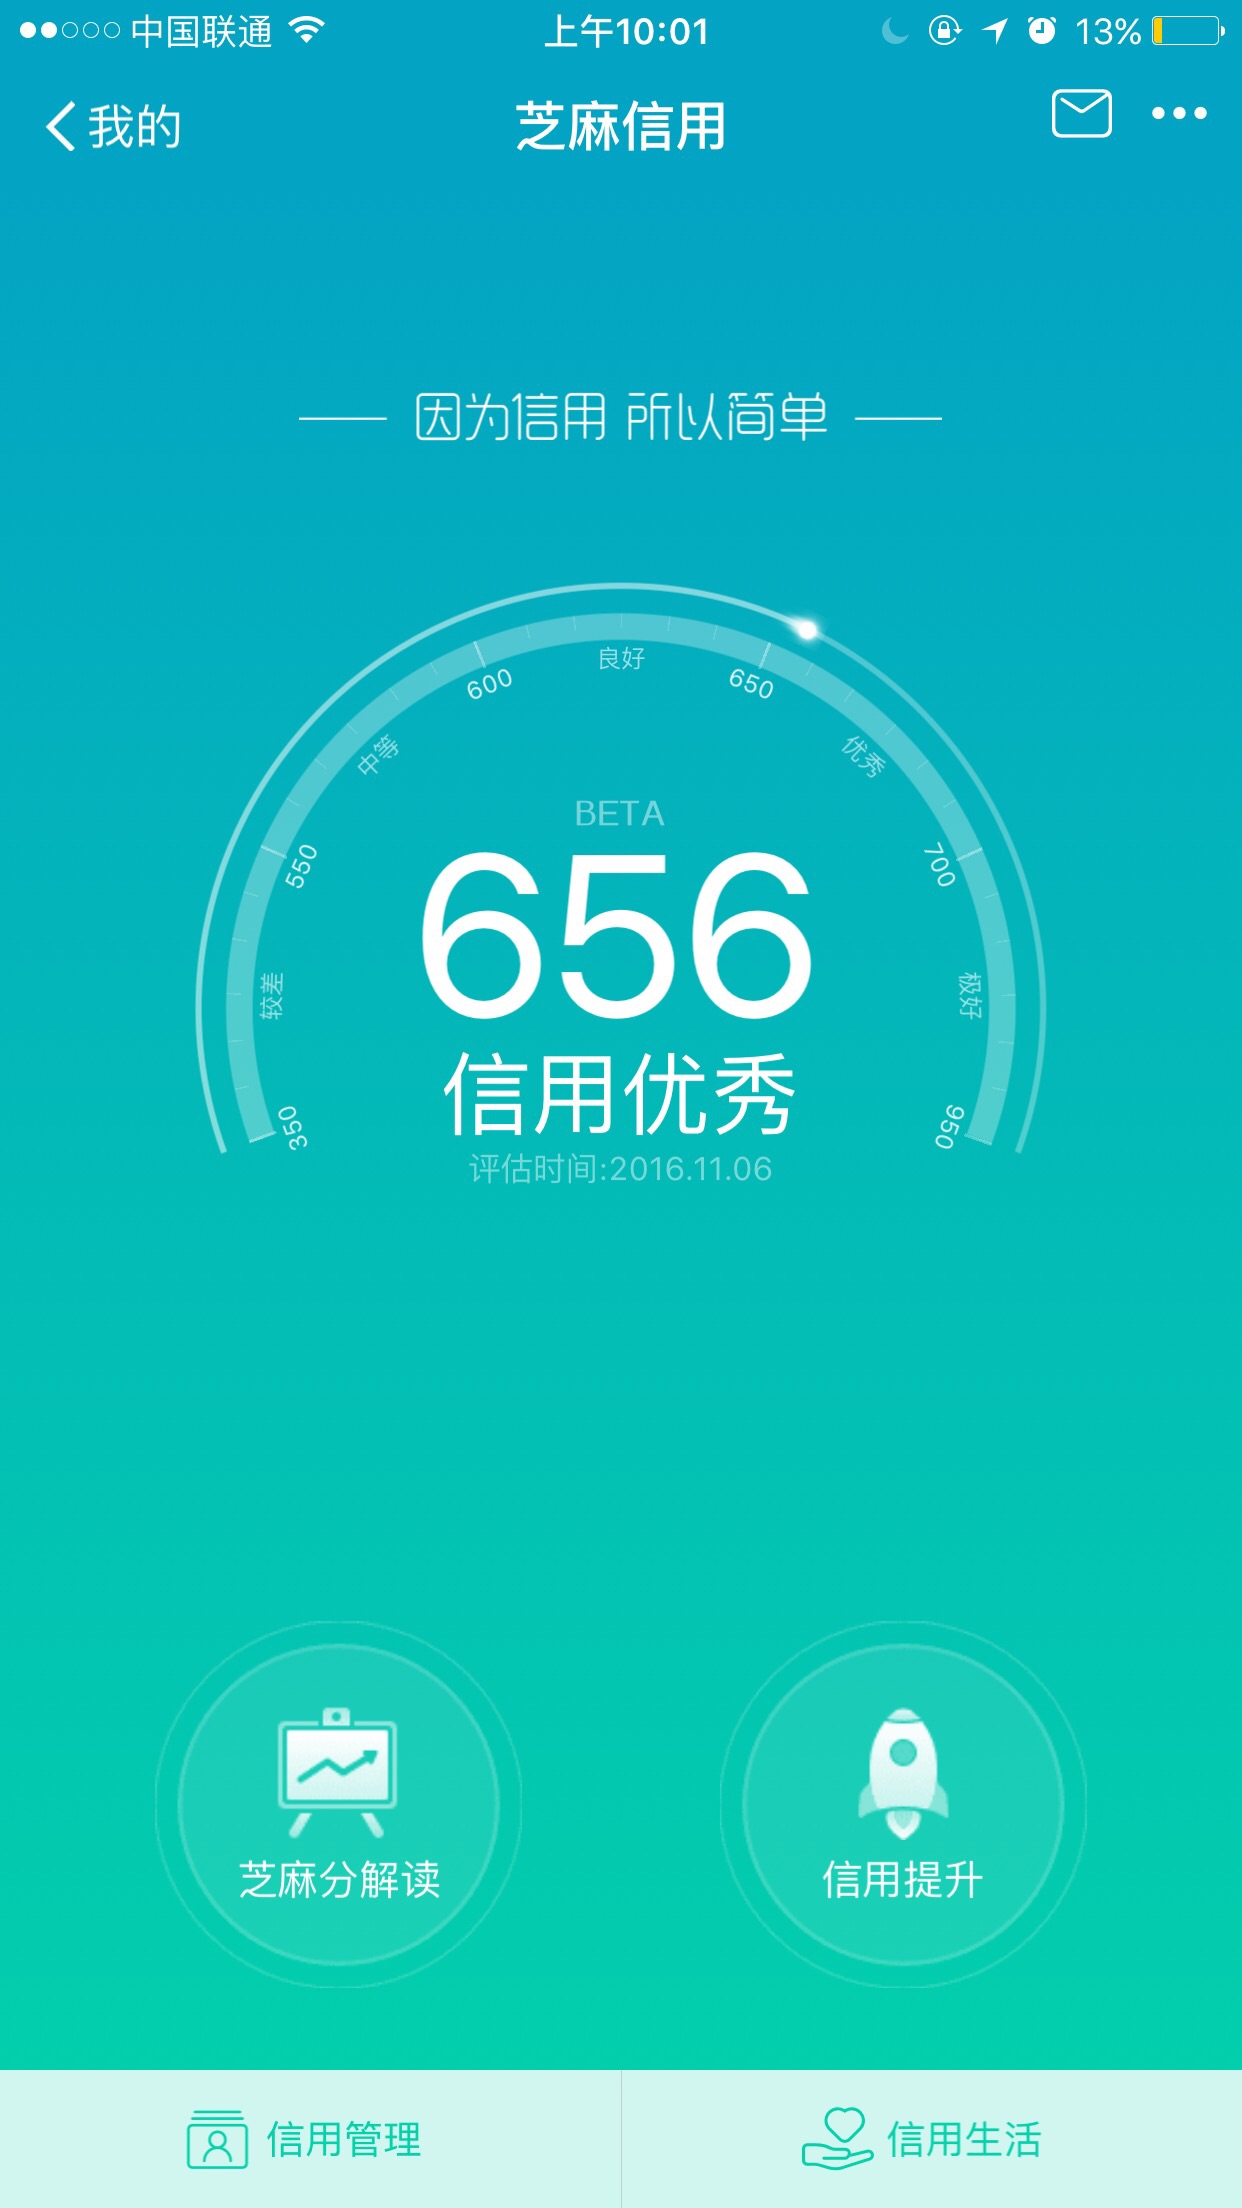 中国联通 上午10:01 13%
我的 芝麻信用
因为信用 所以简单
良好
600 650
中等 优秀
BETA
550 700
656
较差 极好
信用优秀
350 950
评估时间:2016.11.06
芝麻分解读 信用提升
信用管理 信用生活